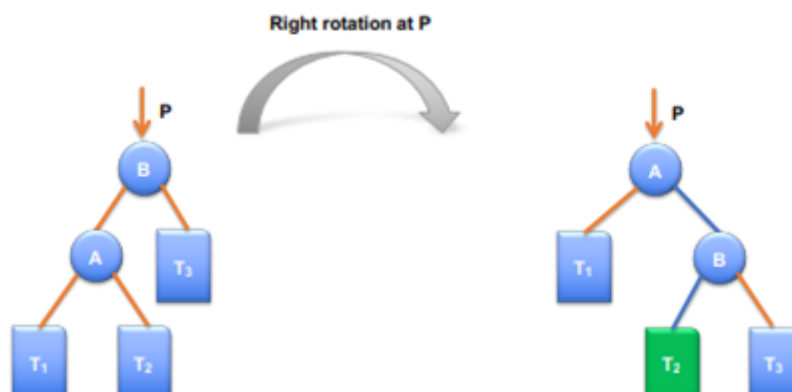 Right rotation at P
P
P
B
A
A
T₃
T₁
B
T₁
T₂
T₂
T₃